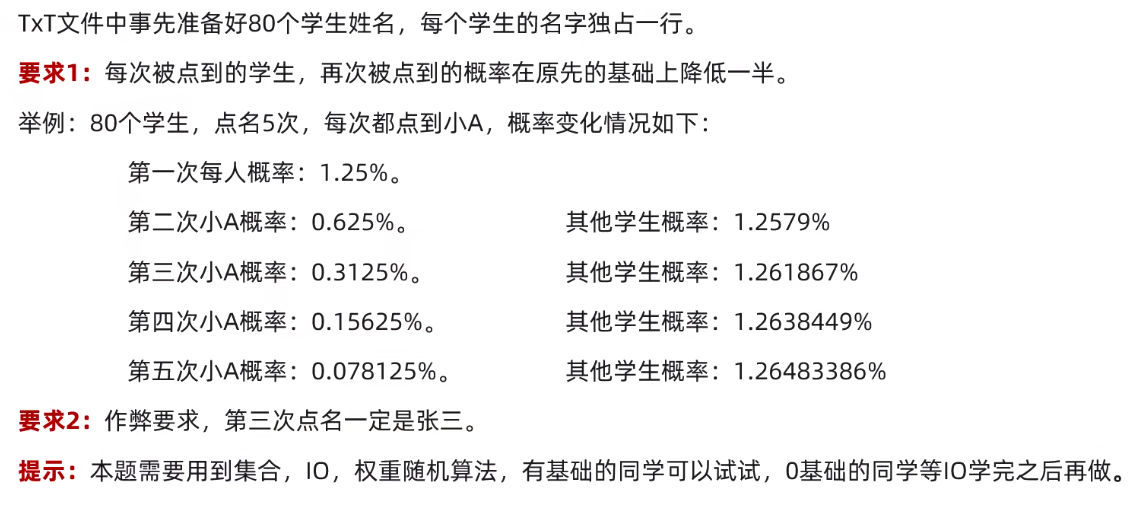 TxT文件中事先准备好80个学生姓名，每个学生的名字独占一行。
要求1：每次被点到的学生，再次被点到的概率在原先的基础上降低一半。
举例：80个学生，点名5次，每次都点到小A，概率变化情况如下：
第一次每人概率：1.25%。
第二次小A概率：0.625%。 其他学生概率：1.2579%
第三次小A概率：0.3125%。 其他学生概率：1.261867%
第四次小A概率：0.15625%。 其他学生概率：1.2638449%
第五次小A概率：0.078125%。 其他学生概率：1.26483386%
要求2：作弊要求，第三次点名一定是张三。
提示：本题需要用到集合，IO，权重随机算法，有基础的同学可以试试，0基础的同学等IO学完之后再做。